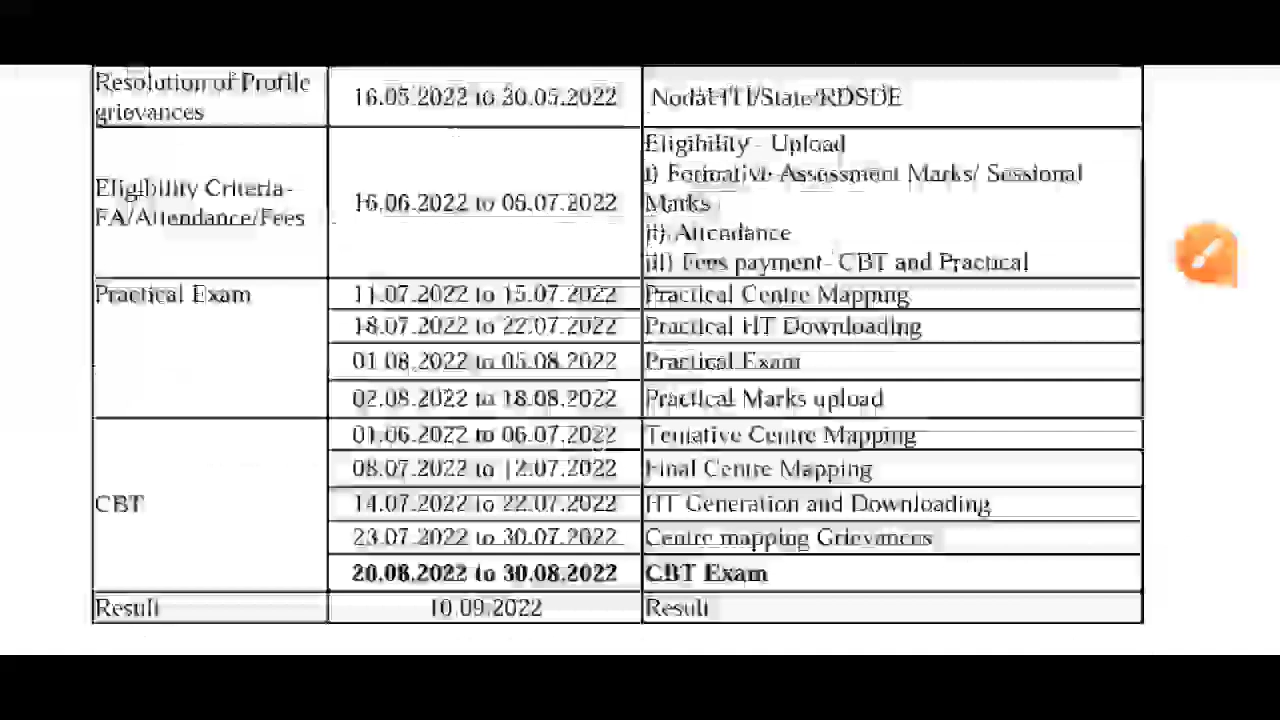 Resolution of Profile grievances 16.05.2022 to 30.05.2022 Nodal ITI/State/RDSDE
Eligibility Criteria- FA/Attendance/Fees 16.06.2022 to 06.07.2022 Eligibility - Upload
i) Formative Assessment Marks/ Sessional
Marks
ii) Attendance
iii) Fees payment- CBT and Practical
Practical Exam 11.07.2022 to 15.07.2022 Practical Centre Mapping
18.07.2022 to 22.07.2022 Practical HT Downloading
01.08.2022 to 05.08.2022 Practical Exam
02.08.2022 to 18.08.2022 Practical Marks upload
01.06.2022 to 06.07.2022 Tentative Centre Mapping
08.07.2022 to 12.07.2022 Final Centre Mapping
CBT 14.07.2022 to 22.07.2022 HT Generation and Downloading
23.07.2022 to 30.07.2022 Centre mapping Grievances
20.08.2022 to 30.08.2022 CBT Exam
Result 10.09.2022 Result